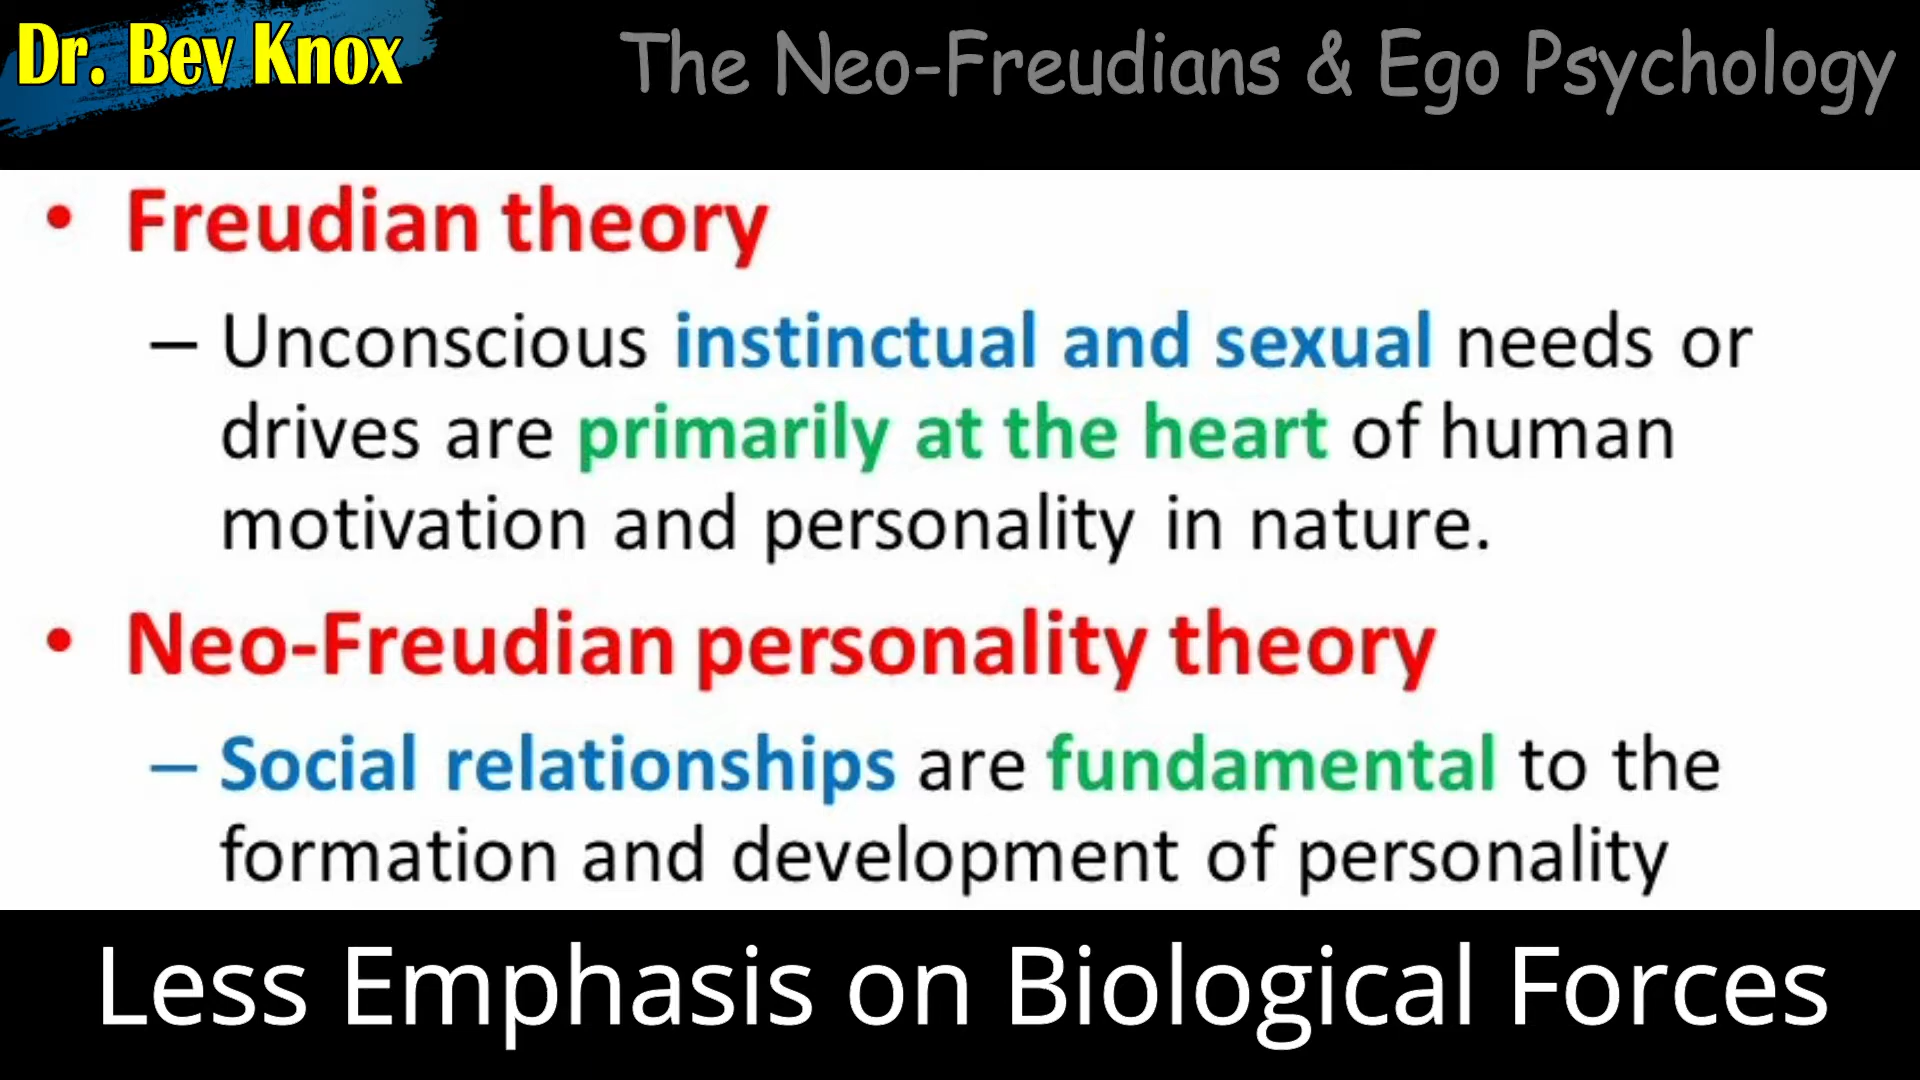 Dr. Bev Knox
The Neo-Freudians & Ego Psychology
• Freudian theory
– Unconscious instinctual and sexual needs or
drives are primarily at the heart of human
motivation and personality in nature.
• Neo-Freudian personality theory
– Social relationships are fundamental to the
formation and development of personality
Less Emphasis on Biological Forces